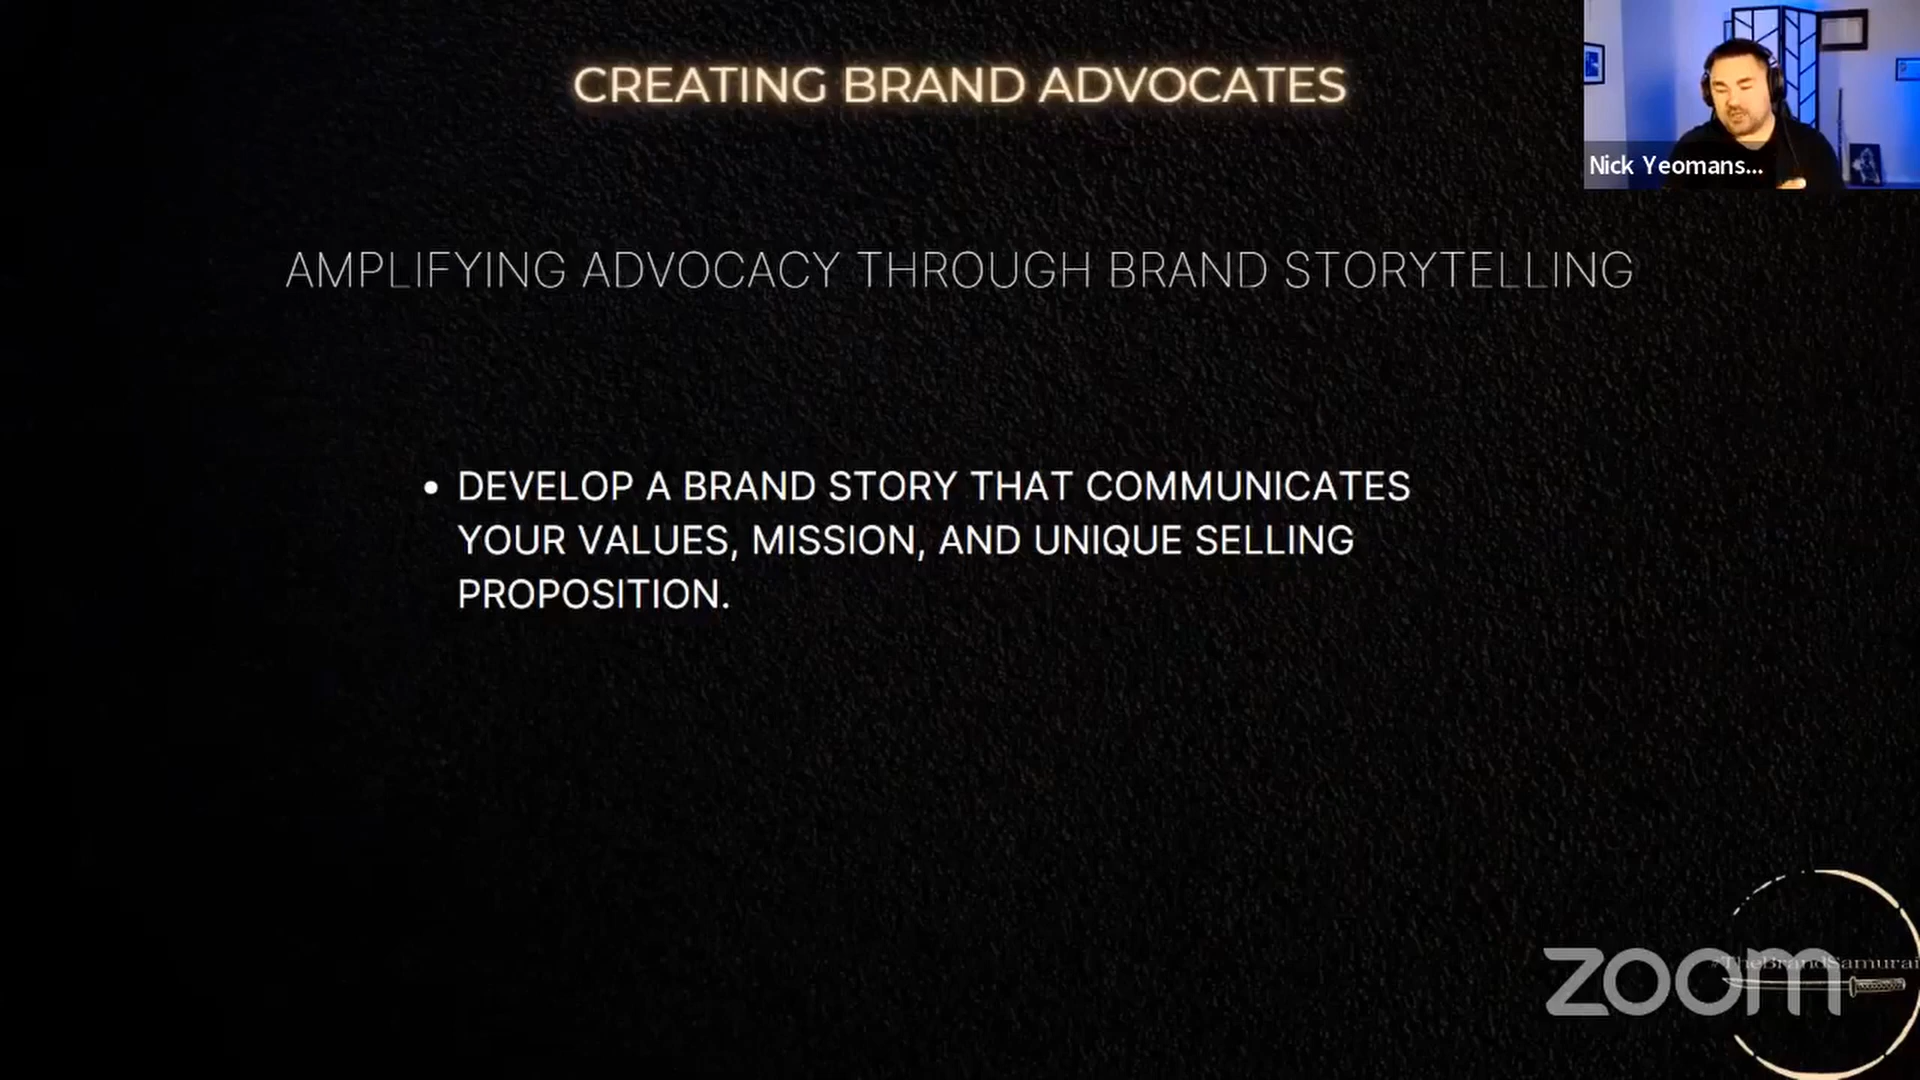 CREATING BRAND ADVOCATES
Nick Yeomans...
AMPLIFYING ADVOCACY THROUGH BRAND STORYTELLING
• DEVELOP A BRAND STORY THAT COMMUNICATES
YOUR VALUES, MISSION, AND UNIQUE SELLING
PROPOSITION.
#TheBrandSamurai
zoom